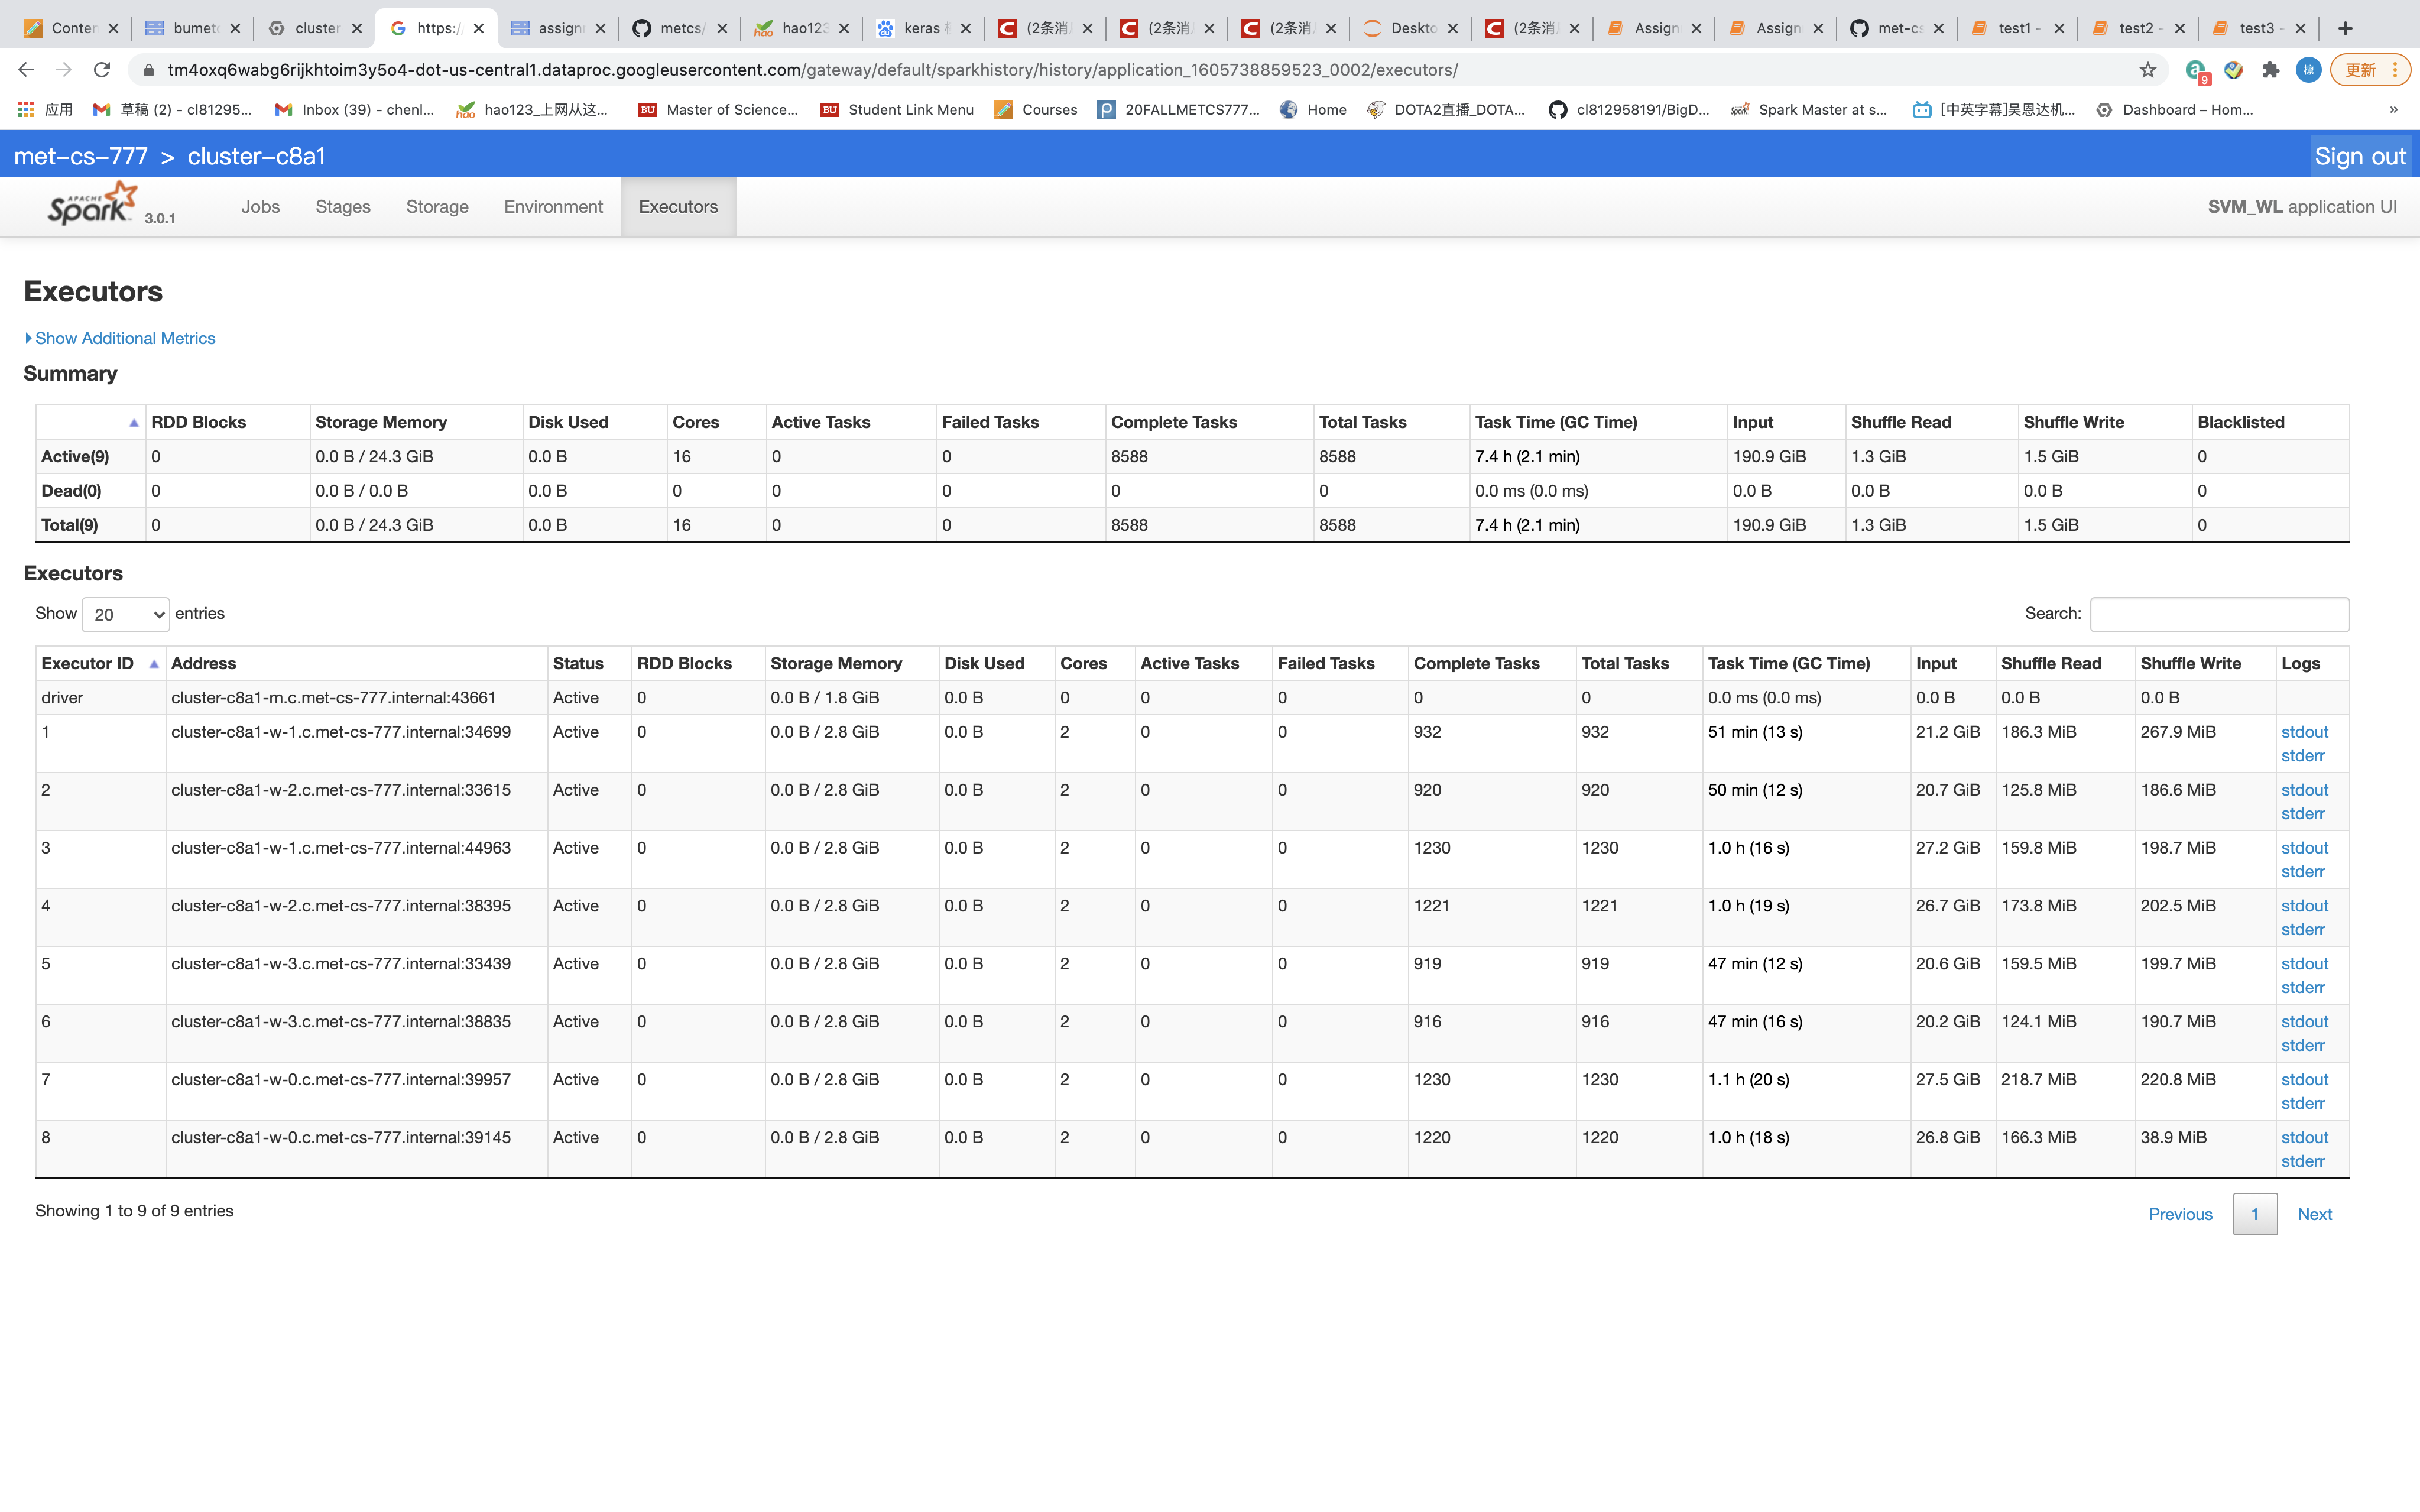 Conten
bumet
cluster
https:/
assign
metcs/
hao123
keras
(2条消
(2条消
(2条消
Deskto
(2条消
Assign
Assign
met-cs
test1 -
test2 -
test3 -
tm4oxq6wabg6rijkhtoim3y5o4-dot-us-central1.dataproc.googleusercontent.com/gateway/default/sparkhistory/history/application_1605738859523_0002/executors/
9
標
更新
应用
草稿 (2) - cl81295...
Inbox (39) - chenl...
hao123_上网从这...
Master of Science...
Student Link Menu
Courses
20FALLMETCS777...
Home
DOTA2直播_DOTA...
cl812958191/BigD...
Spark Master at s...
[中英字幕]吴恩达机...
Dashboard – Hom...
»
met-cs-777 > cluster-c8a1
Sign out
APACHE Spark 3.0.1
Jobs
Stages
Storage
Environment
Executors
SVM_WL application UI
Executors
Show Additional Metrics
Summary
RDD Blocks Storage Memory Disk Used Cores Active Tasks Failed Tasks Complete Tasks Total Tasks Task Time (GC Time) Input Shuffle Read Shuffle Write Blacklisted
Active(9) 0 0.0 B / 24.3 GiB 0.0 B 16 0 0 8588 8588 7.4 h (2.1 min) 190.9 GiB 1.3 GiB 1.5 GiB 0
Dead(0) 0 0.0 B / 0.0 B 0.0 B 0 0 0 0 0 0.0 ms (0.0 ms) 0.0 B 0.0 B 0.0 B 0
Total(9) 0 0.0 B / 24.3 GiB 0.0 B 16 0 0 8588 8588 7.4 h (2.1 min) 190.9 GiB 1.3 GiB 1.5 GiB 0
Executors
Show 20 entries
Search:
Executor ID Address Status RDD Blocks Storage Memory Disk Used Cores Active Tasks Failed Tasks Complete Tasks Total Tasks Task Time (GC Time) Input Shuffle Read Shuffle Write Logs
driver cluster-c8a1-m.c.met-cs-777.internal:43661 Active 0 0.0 B / 1.8 GiB 0.0 B 0 0 0 0 0 0.0 ms (0.0 ms) 0.0 B 0.0 B 0.0 B
1 cluster-c8a1-w-1.c.met-cs-777.internal:34699 Active 0 0.0 B / 2.8 GiB 0.0 B 2 0 0 932 932 51 min (13 s) 21.2 GiB 186.3 MiB 267.9 MiB stdout
stderr
2 cluster-c8a1-w-2.c.met-cs-777.internal:33615 Active 0 0.0 B / 2.8 GiB 0.0 B 2 0 0 920 920 50 min (12 s) 20.7 GiB 125.8 MiB 186.6 MiB stdout
stderr
3 cluster-c8a1-w-1.c.met-cs-777.internal:44963 Active 0 0.0 B / 2.8 GiB 0.0 B 2 0 0 1230 1230 1.0 h (16 s) 27.2 GiB 159.8 MiB 198.7 MiB stdout
stderr
4 cluster-c8a1-w-2.c.met-cs-777.internal:38395 Active 0 0.0 B / 2.8 GiB 0.0 B 2 0 0 1221 1221 1.0 h (19 s) 26.7 GiB 173.8 MiB 202.5 MiB stdout
stderr
5 cluster-c8a1-w-3.c.met-cs-777.internal:33439 Active 0 0.0 B / 2.8 GiB 0.0 B 2 0 0 919 919 47 min (12 s) 20.6 GiB 159.5 MiB 199.7 MiB stdout
stderr
6 cluster-c8a1-w-3.c.met-cs-777.internal:38835 Active 0 0.0 B / 2.8 GiB 0.0 B 2 0 0 916 916 47 min (16 s) 20.2 GiB 124.1 MiB 190.7 MiB stdout
stderr
7 cluster-c8a1-w-0.c.met-cs-777.internal:39957 Active 0 0.0 B / 2.8 GiB 0.0 B 2 0 0 1230 1230 1.1 h (20 s) 27.5 GiB 218.7 MiB 220.8 MiB stdout
stderr
8 cluster-c8a1-w-0.c.met-cs-777.internal:39145 Active 0 0.0 B / 2.8 GiB 0.0 B 2 0 0 1220 1220 1.0 h (18 s) 26.8 GiB 166.3 MiB 38.9 MiB stdout
stderr
Showing 1 to 9 of 9 entries
Previous 1 Next